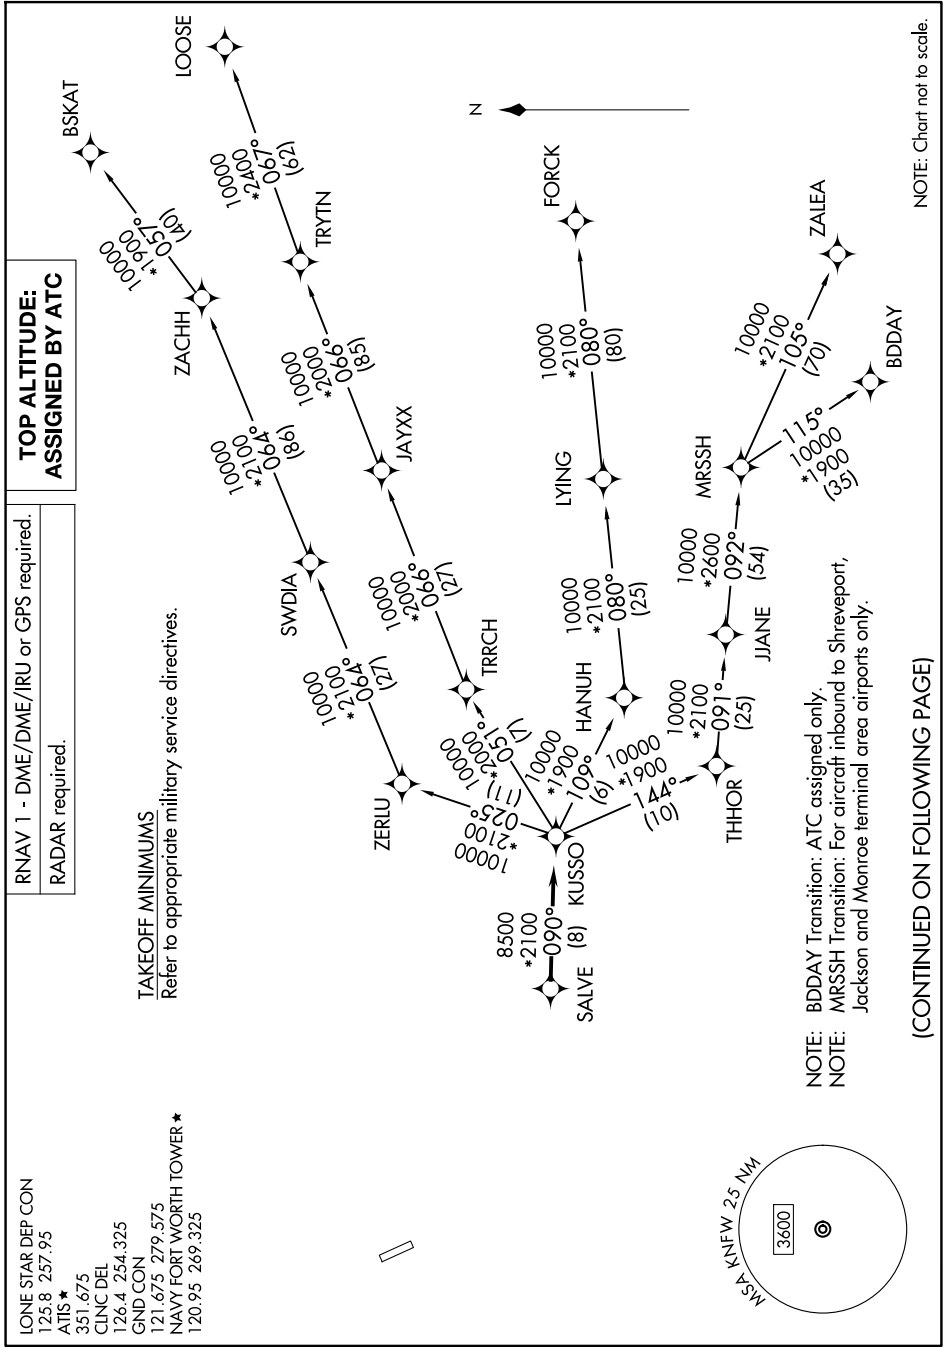 LONE STAR DEP CON
125.8 257.95
ATIS ★
351.675
CLNC DEL
126.4 254.325
GND CON
121.675 279.575
NAVY FORT WORTH TOWER ★
120.95 269.325
RNAV 1 - DME/DME/IRU or GPS required.
RADAR required.
TOP ALTITUDE:
ASSIGNED BY ATC
TAKEOFF MINIMUMS
Refer to appropriate military service directives.
BSKAT
10000
*1900
057°
(40)
ZACHH
10000
*2100
064°
(86)
SWDIA
10000
*2100
064°
(27)
ZERLU
10000
*2100
025°
(11)
LOOSE
10000
*2400
067°
(62)
TRYTN
10000
*2000
066°
(85)
JAYXX
10000
*2000
066°
(27)
TRRCH
10000
*2000
051°
(7)
N
FORCK
10000
*2100
080°
(80)
LYING
10000
*2100
080°
(25)
HANUH
10000
*1900
109°
(6)
SALVE
8500
*2100
090°
(8)
KUSSO
10000
*1900
144°
(10)
THHOR
10000
*2100
091°
(25)
JJANE
10000
*2600
092°
(54)
MRSSH
10000
*2100
105°
(70)
ZALEA
115°
10000
*1900
(35)
BDDAY
MSA KNFW 25 NM
3600
NOTE: BDDAY Transition: ATC assigned only.
NOTE: MRSSH Transition: For aircraft inbound to Shreveport,
Jackson and Monroe terminal area airports only.
(CONTINUED ON FOLLOWING PAGE)
NOTE: Chart not to scale.